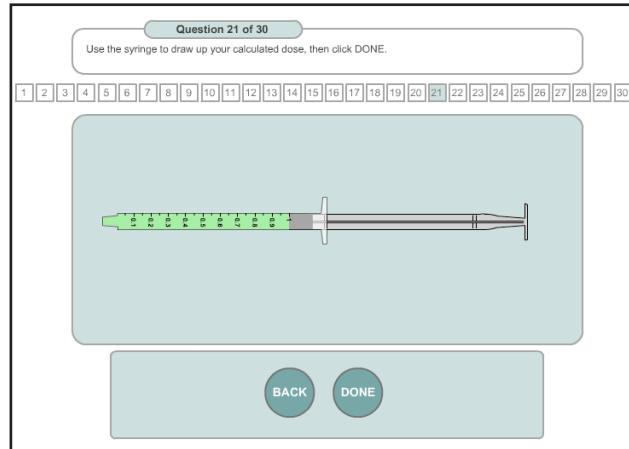 Question 21 of 30
Use the syringe to draw up your calculated dose, then click DONE.
1 2 3 4 5 6 7 8 9 10 11 12 13 14 15 16 17 18 19 20 21 22 23 24 25 26 27 28 29 30
0.1 0.2 0.3 0.4 0.5 0.6 0.7 0.8 0.9 1
BACK DONE